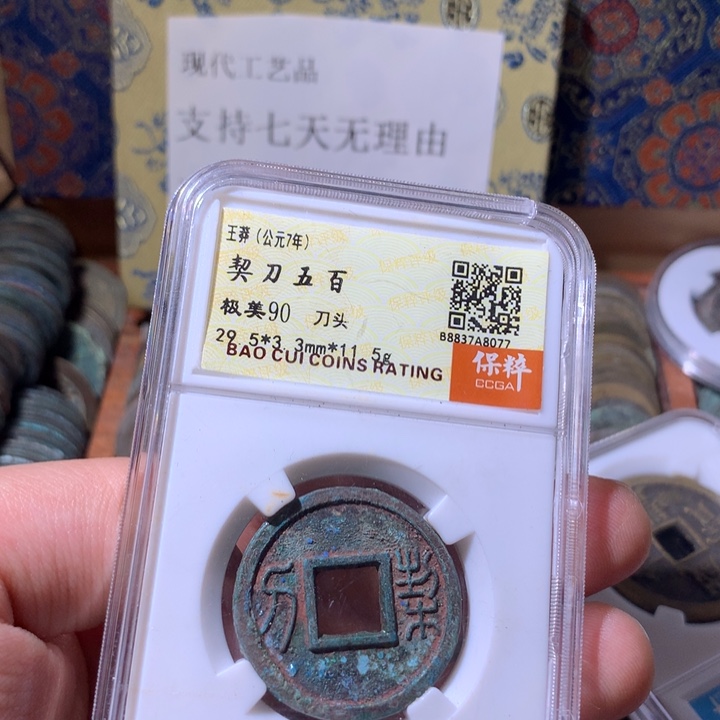 现代工艺品
支持七天无理由
王莽（公元7年）
契刀五百
极美90 刀头
29.5*3.3mm*11.5g
BAO CUI COINS RATING
B8837A8077
保粹
CCGA